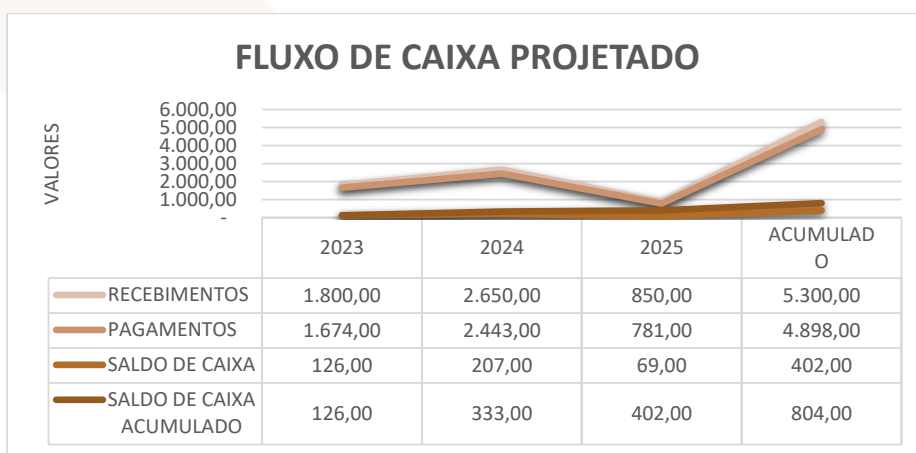 FLUXO DE CAIXA PROJETADO
VALORES
6.000,00
5.000,00
4.000,00
3.000,00
2.000,00
1.000,00
-
2023 2024 2025 ACUMULAD
O
RECEBIMENTOS 1.800,00 2.650,00 850,00 5.300,00
PAGAMENTOS 1.674,00 2.443,00 781,00 4.898,00
SALDO DE CAIXA 126,00 207,00 69,00 402,00
SALDO DE CAIXA
ACUMULADO 126,00 333,00 402,00 804,00